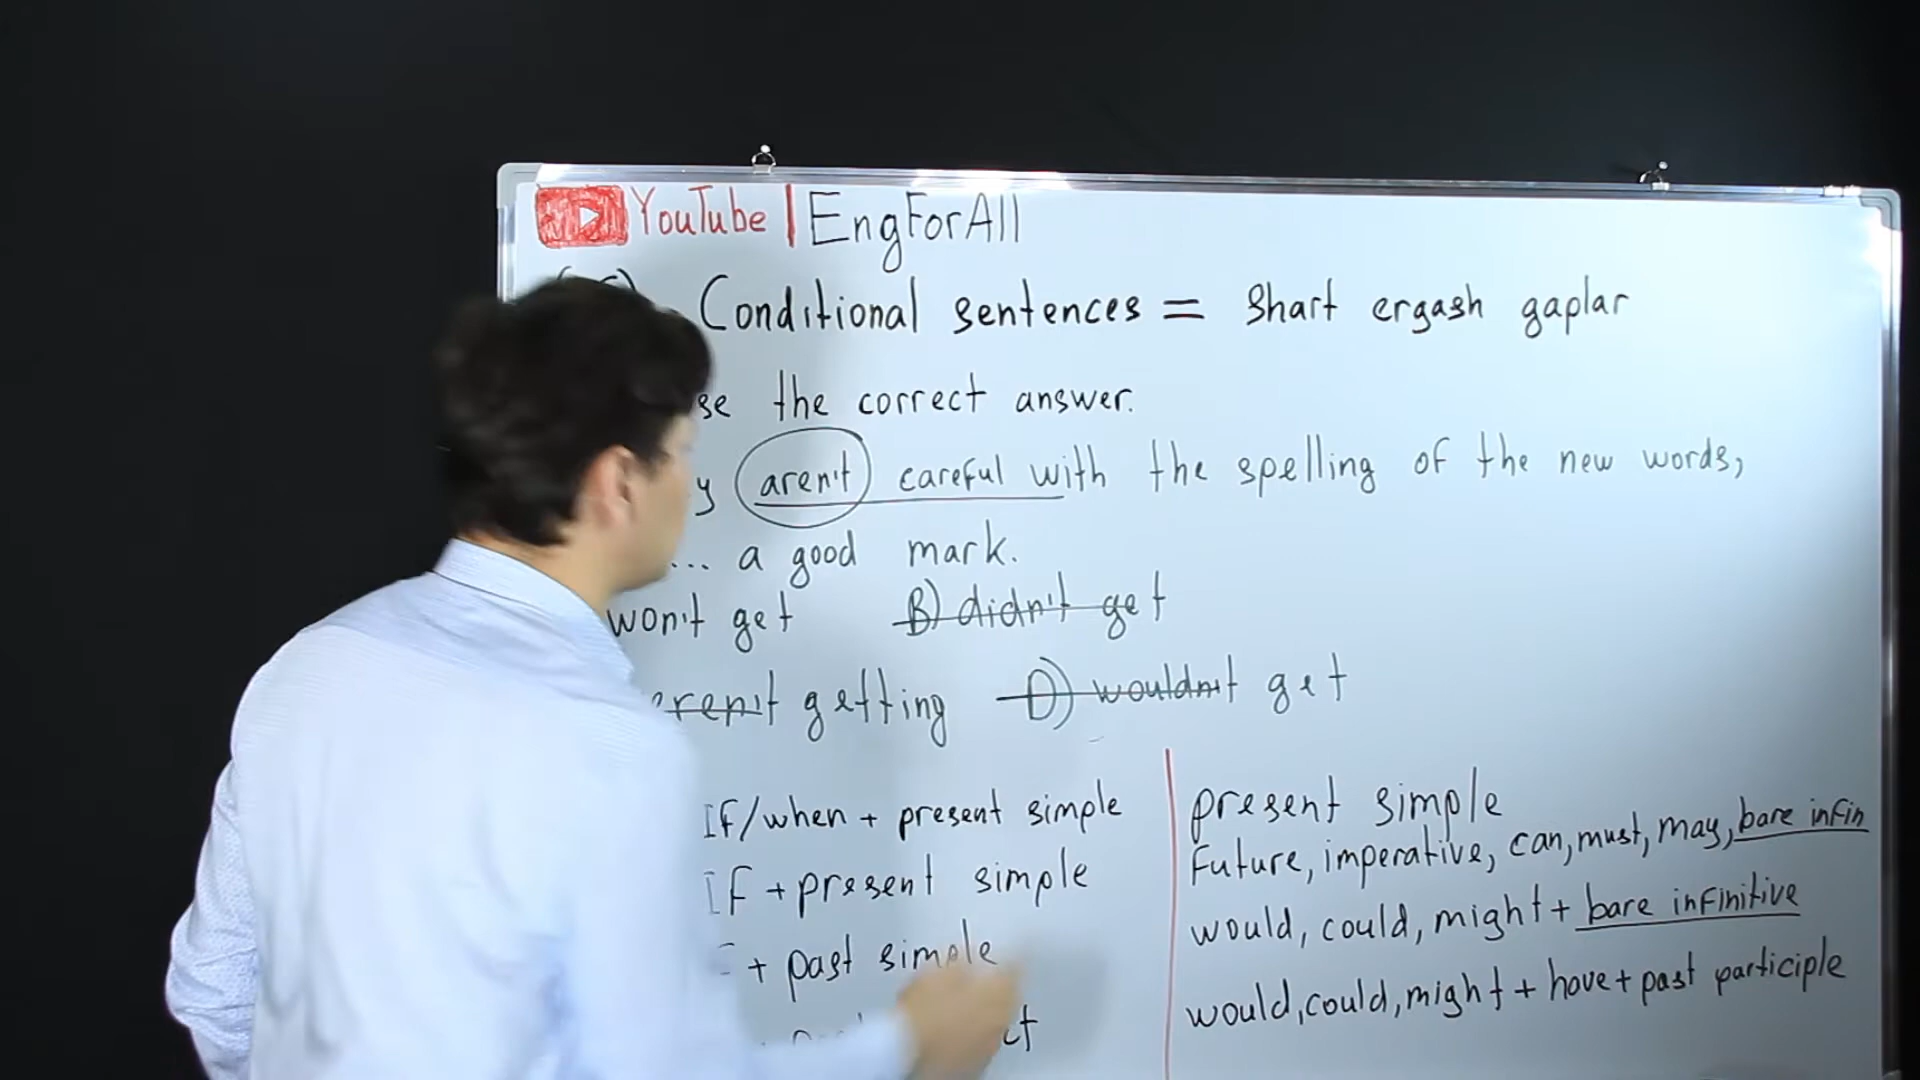 YouTube | EngForAll
Conditional sentences = Shart ergash gaplar
se the correct answer.
y aren't careful with the spelling of the new words,
... a good mark.
won't get B) didn't get
aren't getting D) wouldn't get
If/when + present simple
If + present simple
+ past simple
ct
present simple
Future, imperative, can, must, may, bare infin
would, could, might + bare infinitive
would, could, might + have + past participle